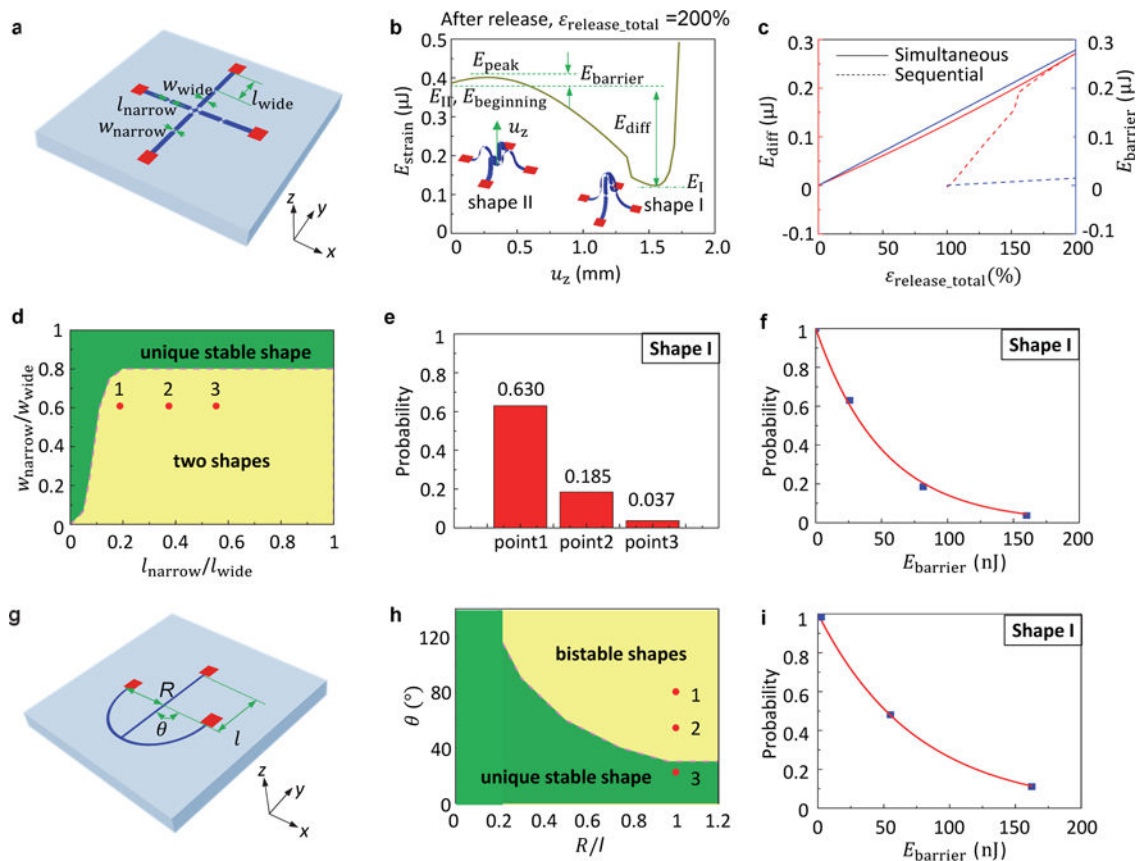 a
w_wide
l_wide
l_narrow
w_narrow
z
y
x
b
After release, ε_release_total =200%
0.5
0.4
0.3
0.2
0.1
0
E_strain (μJ)
E_peak
E_barrier
E_II, E_beginning
E_diff
u_z
E_I
shape II
shape I
0
0.5
1.0
1.5
2.0
u_z (mm)
c
0.3
0.2
0.1
0
-0.1
E_diff (μJ)
Simultaneous
Sequential
0.3
0.2
0.1
0
-0.1
E_barrier (μJ)
0
50
100
150
200
ε_release_total(%)
d
1
0.8
0.6
0.4
0.2
0
w_narrow/w_wide
unique stable shape
1
2
3
two shapes
0
0.2
0.4
0.6
0.8
1
l_narrow/l_wide
e
Shape I
1
0.8
0.6
0.4
0.2
0
Probability
0.630
0.185
0.037
point1
point2
point3
f
Shape I
1
0.8
0.6
0.4
0.2
0
Probability
0
50
100
150
200
E_barrier (nJ)
g
R
θ
l
z
y
x
h
120
80
40
0
θ (°)
bistable shapes
1
2
unique stable shape
3
0
0.2
0.4
0.6
0.8
1.0
1.2
R/l
i
Shape I
1
0.8
0.6
0.4
0.2
0
Probability
0
50
100
150
200
E_barrier (nJ)